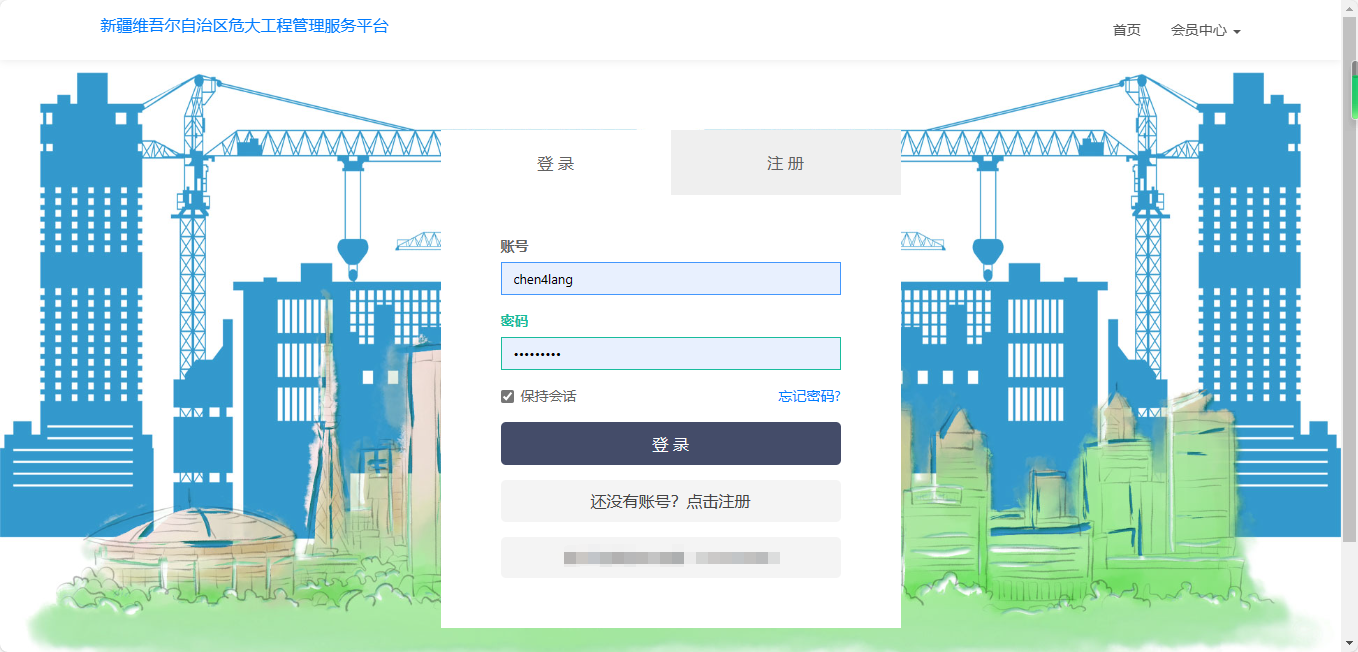 新疆维吾尔自治区危大工程管理服务平台
首页 会员中心
登 录 注 册
账号
chen4lang
密码
•••••••••
保持会话 忘记密码?
登 录
还没有账号？点击注册